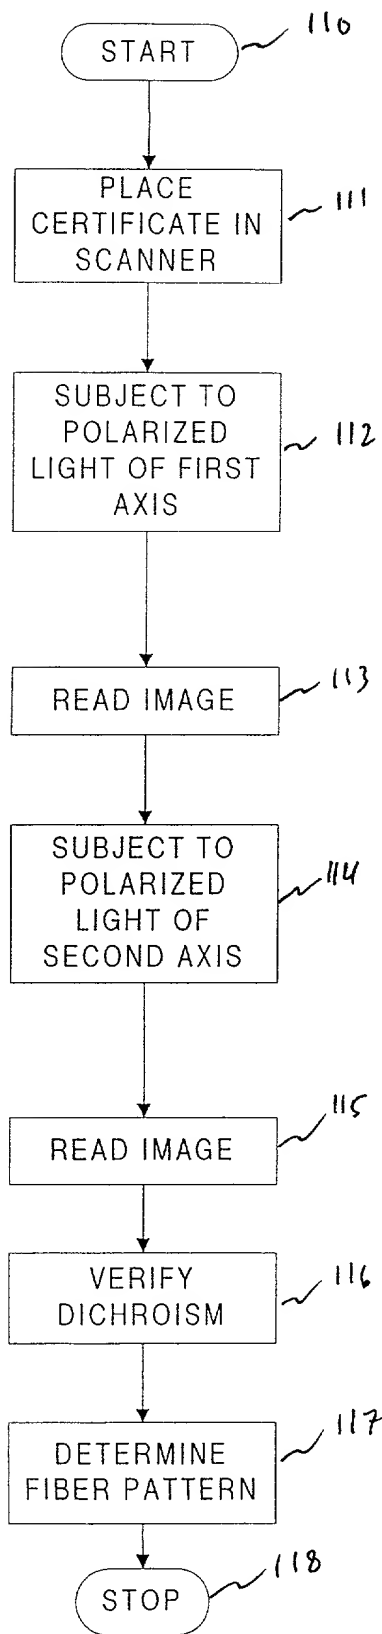 START
110
PLACE
CERTIFICATE IN
SCANNER
111
SUBJECT TO
POLARIZED
LIGHT OF FIRST
AXIS
112
READ IMAGE
113
SUBJECT TO
POLARIZED
LIGHT OF
SECOND AXIS
114
READ IMAGE
115
VERIFY
DICHROISM
116
DETERMINE
FIBER PATTERN
117
STOP
118